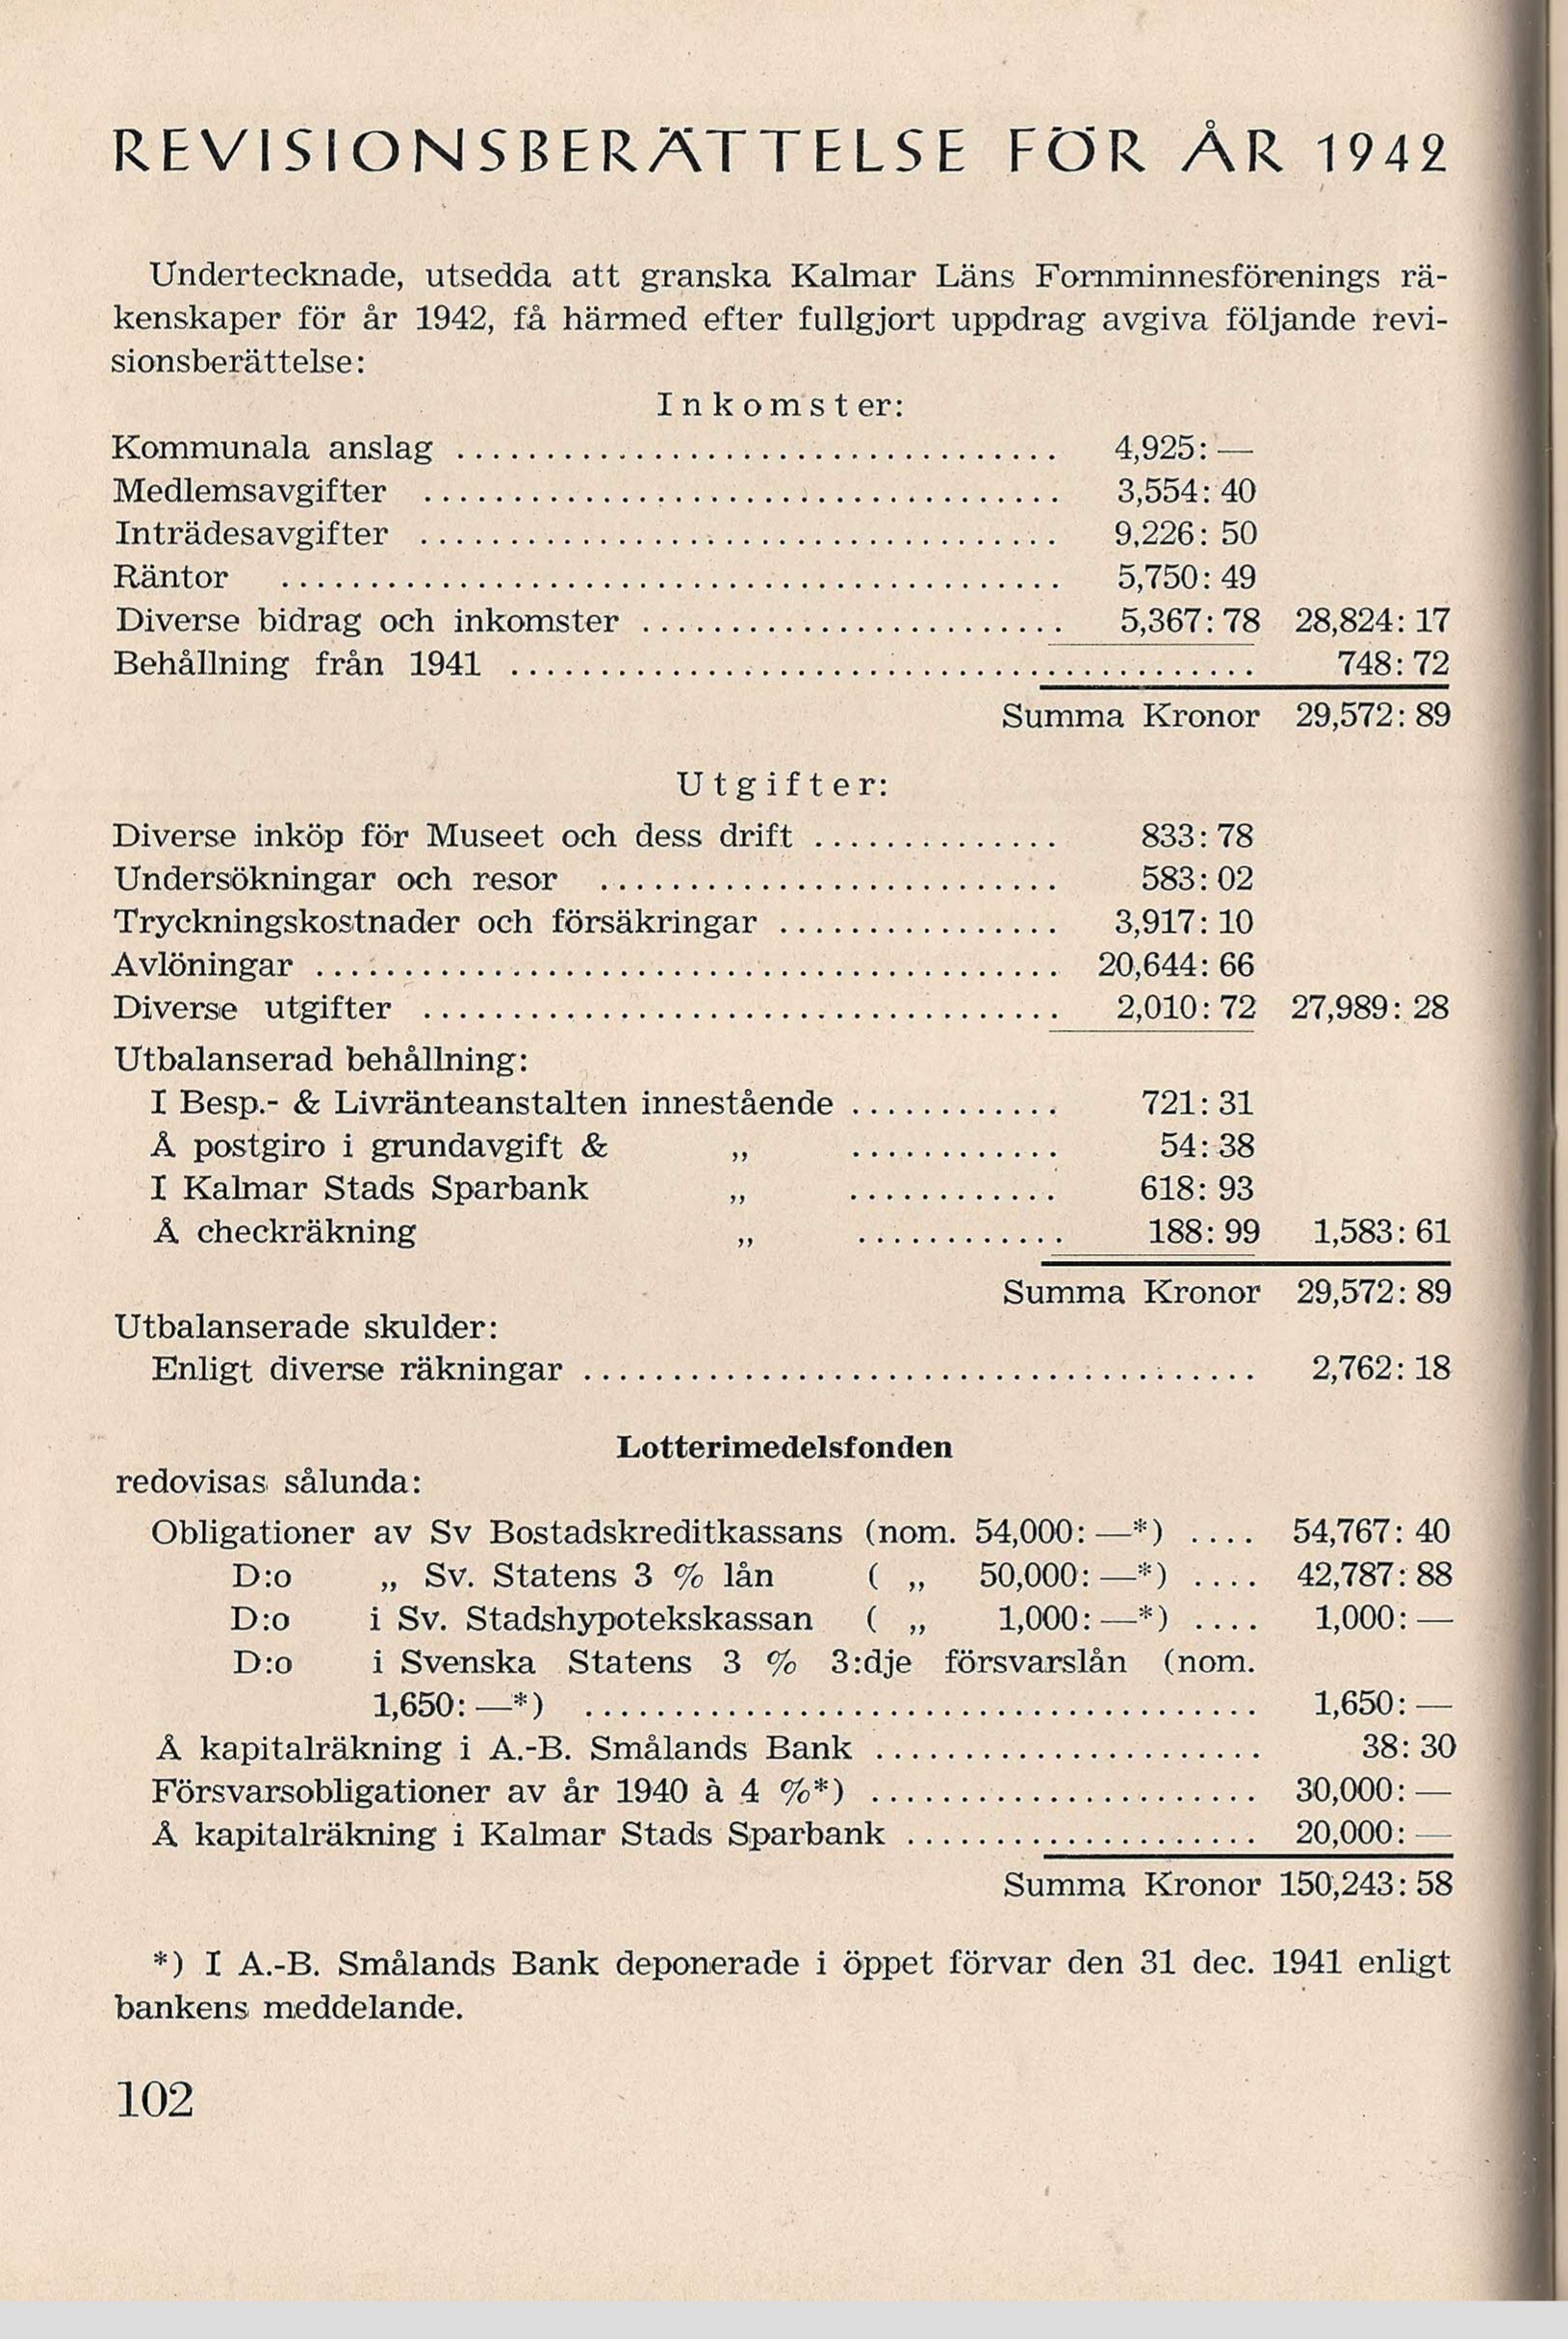 REVISIONSBERÄTTELSE FÖR ÅR 1942
Undertecknade, utsedda att granska Kalmar Läns Fornminnesförenings rä-
kenskaper för år 1942, få härmed efter fullgjort uppdrag avgiva följande revi-
sionsberättelse:
Inkomster:
Kommunala anslag .................................. 4,925: —
Medlemsavgifter .................................... 3,554: 40
Inträdesavgifter .................................... 9,226: 50
Räntor ............................................ 5,750: 49
Diverse bidrag och inkomster ........................ 5,367: 78 28,824: 17
Behållning från 1941 .......................................... 748: 72
Summa Kronor 29,572: 89
Utgifter:
Diverse inköp för Museet och dess drift .............. 833: 78
Undersökningar och resor .......................... 583: 02
Tryckningskostnader och försäkringar ................ 3,917: 10
Avlöningar .......................................... 20,644: 66
Diverse utgifter .................................... 2,010: 72 27,989: 28
Utbalanserad behållning:
I Besp.- & Livränteanstalten innestående ............ 721: 31
Å postgiro i grundavgift & „ ............ 54: 38
I Kalmar Stads Sparbank „ ............ 618: 93
Å checkräkning „ ............ 188: 99 1,583: 61
Summa Kronor 29,572: 89
Utbalanserade skulder:
Enligt diverse räkningar ...................................... 2,762: 18
Lotterimedelsfonden
redovisas sålunda:
Obligationer av Sv Bostadskreditkassans (nom. 54,000: —*) .... 54,767: 40
D:o „ Sv. Statens 3 % lån ( „ 50,000: —*) .... 42,787: 88
D:o i Sv. Stadshypotekskassan ( „ 1,000: —*) .... 1,000: —
D:o i Svenska Statens 3 % 3:dje försvarslån (nom.
1,650: —*) ...................................... 1,650: —
Å kapitalräkning i A.-B. Smålands Bank ...................... 38: 30
Försvarsobligationer av år 1940 à 4 %*) ...................... 30,000: —
Å kapitalräkning i Kalmar Stads Sparbank .................... 20,000: —
Summa Kronor 150,243: 58
*) I A.-B. Smålands Bank deponerade i öppet förvar den 31 dec. 1941 enligt
bankens meddelande.
102